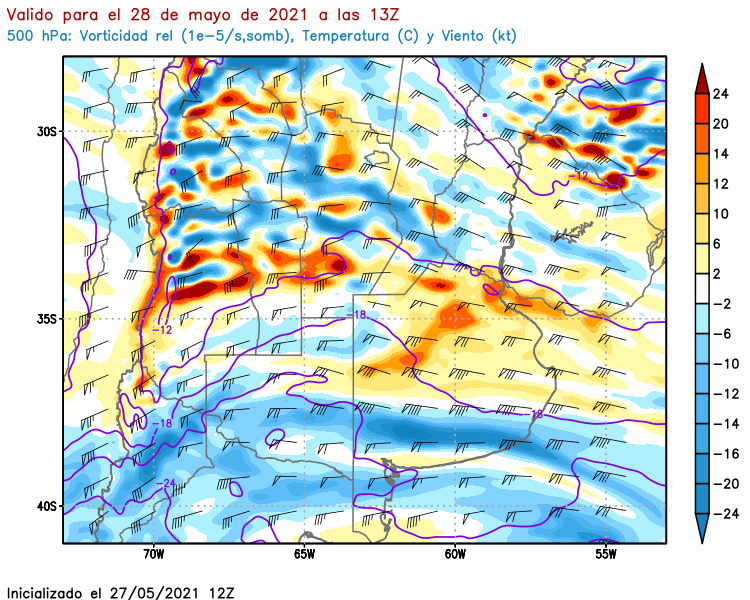 Valido para el 28 de mayo de 2021 a las 13Z
500 hPa: Vorticidad rel (1e-5/s,somb), Temperatura (C) y Viento (kt)
24
20
14
12
10
6
2
-2
-6
-10
-12
-14
-16
-20
-24
30S
35S
40S
70W
65W
60W
55W
-12
-12
-18
-18
-18
-24
Inicializado el 27/05/2021 12Z